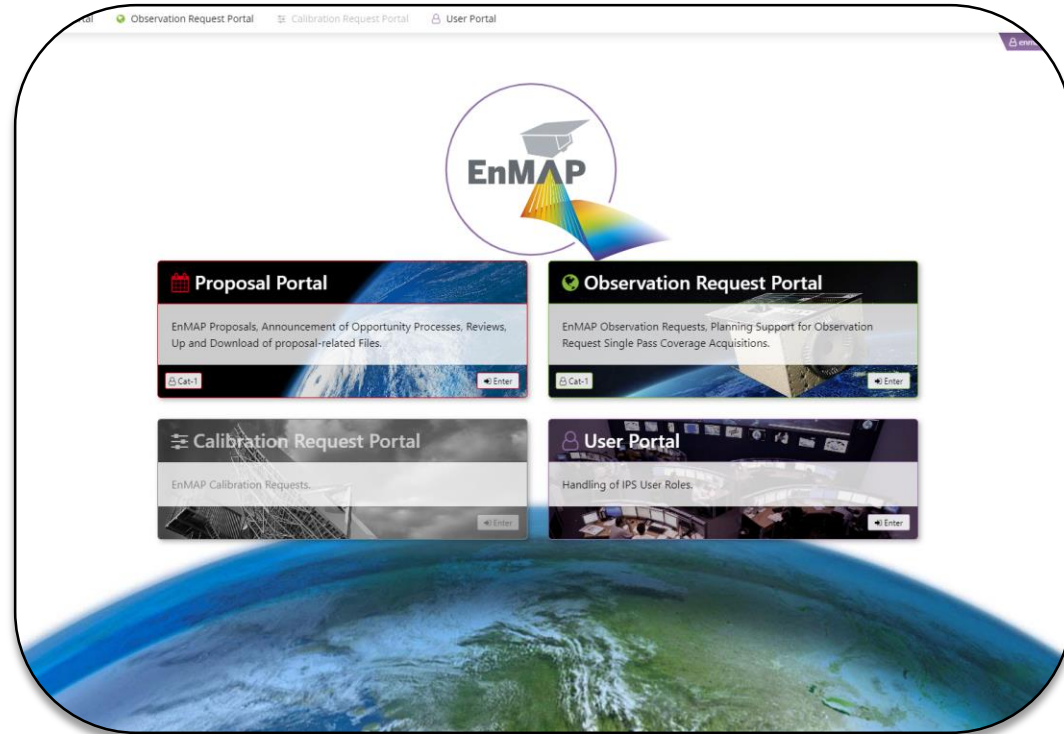 Observation Request Portal
Calibration Request Portal
User Portal
EnMAP
Proposal Portal
EnMAP Proposals, Announcement of Opportunity Processes, Reviews,
Up and Download of proposal-related Files.
Cat-1
Enter
Observation Request Portal
EnMAP Observation Requests, Planning Support for Observation
Request Single Pass Coverage Acquisitions.
Cat-1
Enter
Calibration Request Portal
EnMAP Calibration Requests.
Enter
User Portal
Handling of IPS User Roles.
Enter